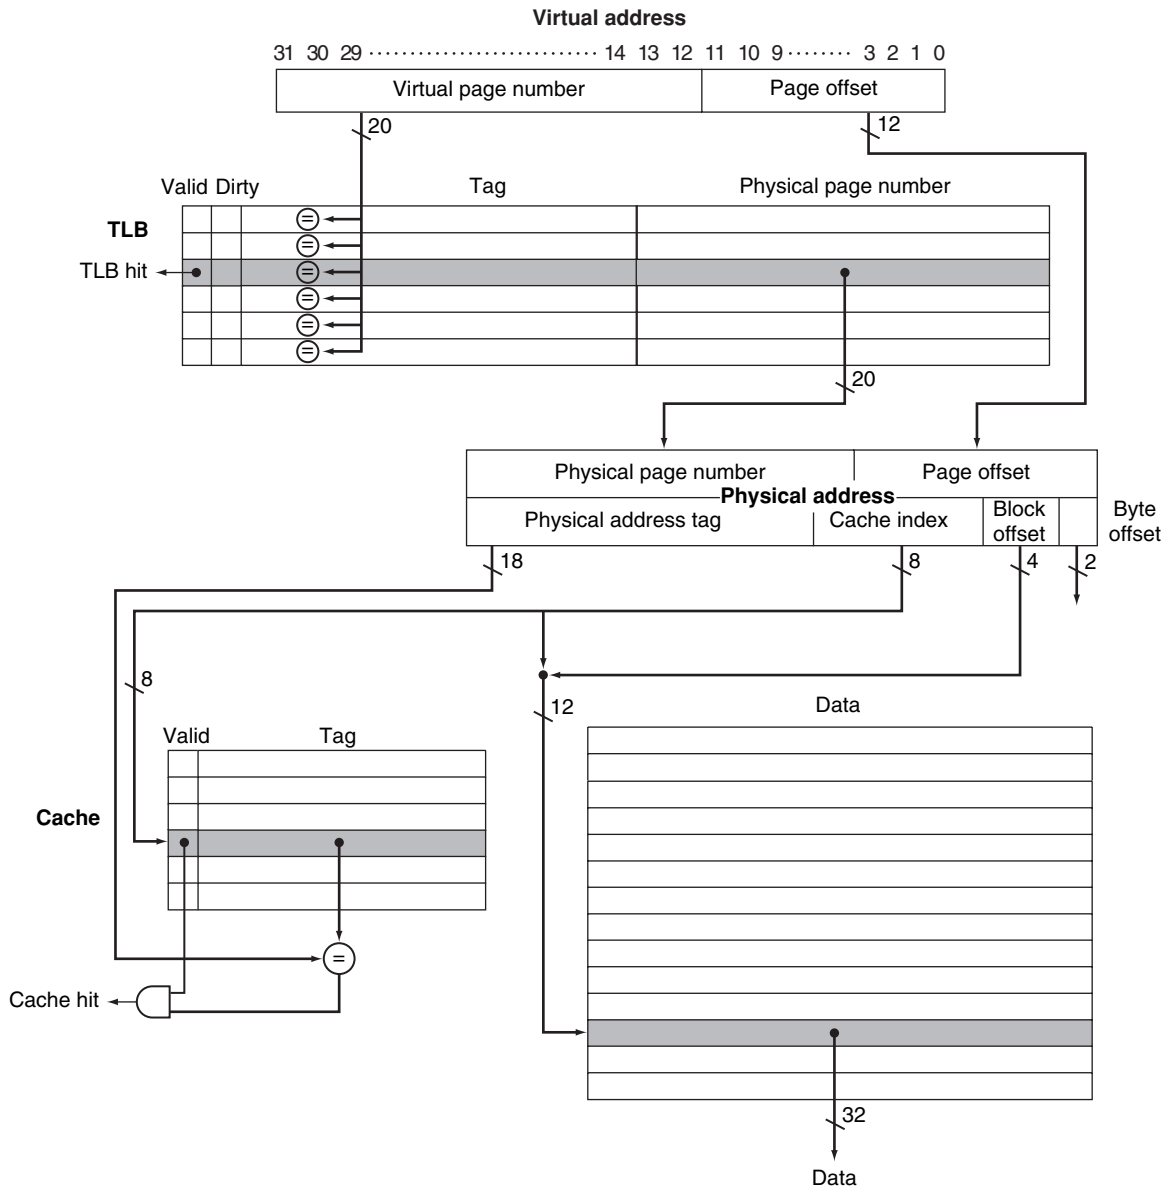 Virtual address
31 30 29 ........................... 14 13 12 11 10 9 ........ 3 2 1 0
Virtual page number Page offset
20 12
Valid Dirty Tag Physical page number
TLB
=
=
TLB hit =
=
=
=
20
Physical page number Page offset
Physical address
Physical address tag Cache index Block offset Byte offset
18 8 4 2
8
12
Data
Valid Tag
Cache
=
Cache hit
32
Data